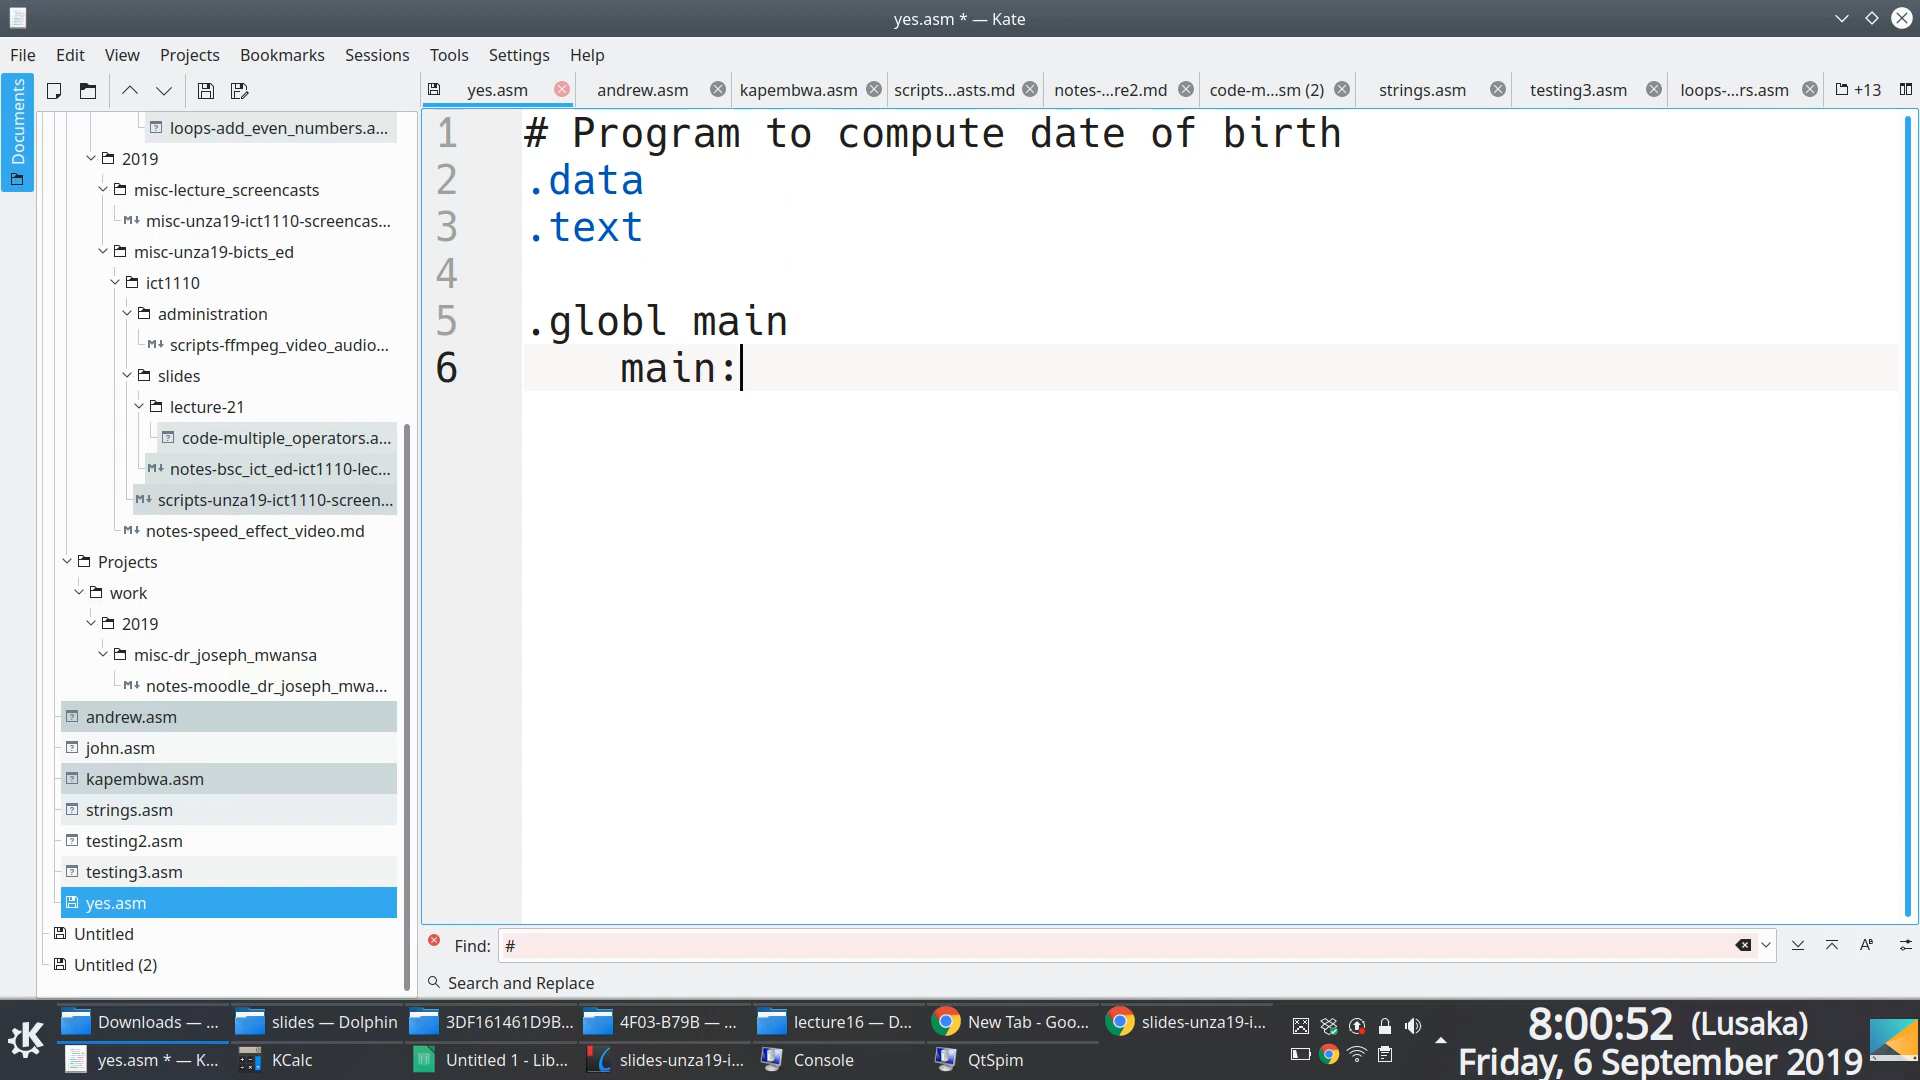 yes.asm * — Kate
File Edit View Projects Bookmarks Sessions Tools Settings Help
Documents
yes.asm andrew.asm kapembwa.asm scripts...asts.md notes-...re2.md code-m...sm (2) strings.asm testing3.asm loops-...rs.asm +13
loops-add_even_numbers.a...
2019
misc-lecture_screencasts
misc-unza19-ict1110-screencas...
misc-unza19-bicts_ed
ict1110
administration
scripts-ffmpeg_video_audio...
slides
lecture-21
code-multiple_operators.a...
notes-bsc_ict_ed-ict1110-lec...
scripts-unza19-ict1110-screen...
notes-speed_effect_video.md
Projects
work
2019
misc-dr_joseph_mwansa
notes-moodle_dr_joseph_mwa...
andrew.asm
john.asm
kapembwa.asm
strings.asm
testing2.asm
testing3.asm
yes.asm
Untitled
Untitled (2)
1 # Program to compute date of birth
2 .data
3 .text
4
5 .globl main
6 main:
Find: #
Search and Replace
Downloads — ... slides — Dolphin 3DF161461D9B... 4F03-B79B — ... lecture16 — D... New Tab - Goo... slides-unza19-i...
yes.asm * — K... KCalc Untitled 1 - Lib... slides-unza19-i... Console QtSpim
8:00:52 (Lusaka)
Friday, 6 September 2019